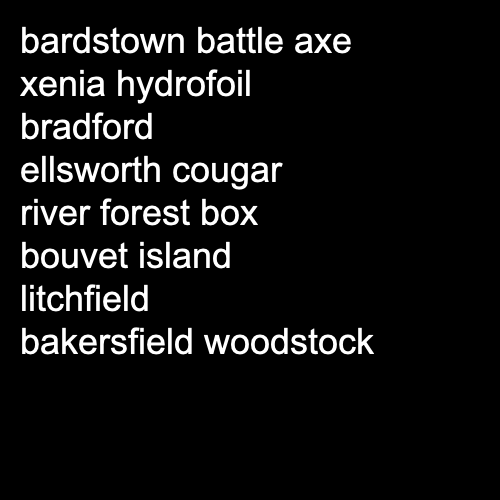 bardstown battle axe
xenia hydrofoil
bradford
ellsworth cougar
river forest box
bouvet island
litchfield
bakersfield woodstock